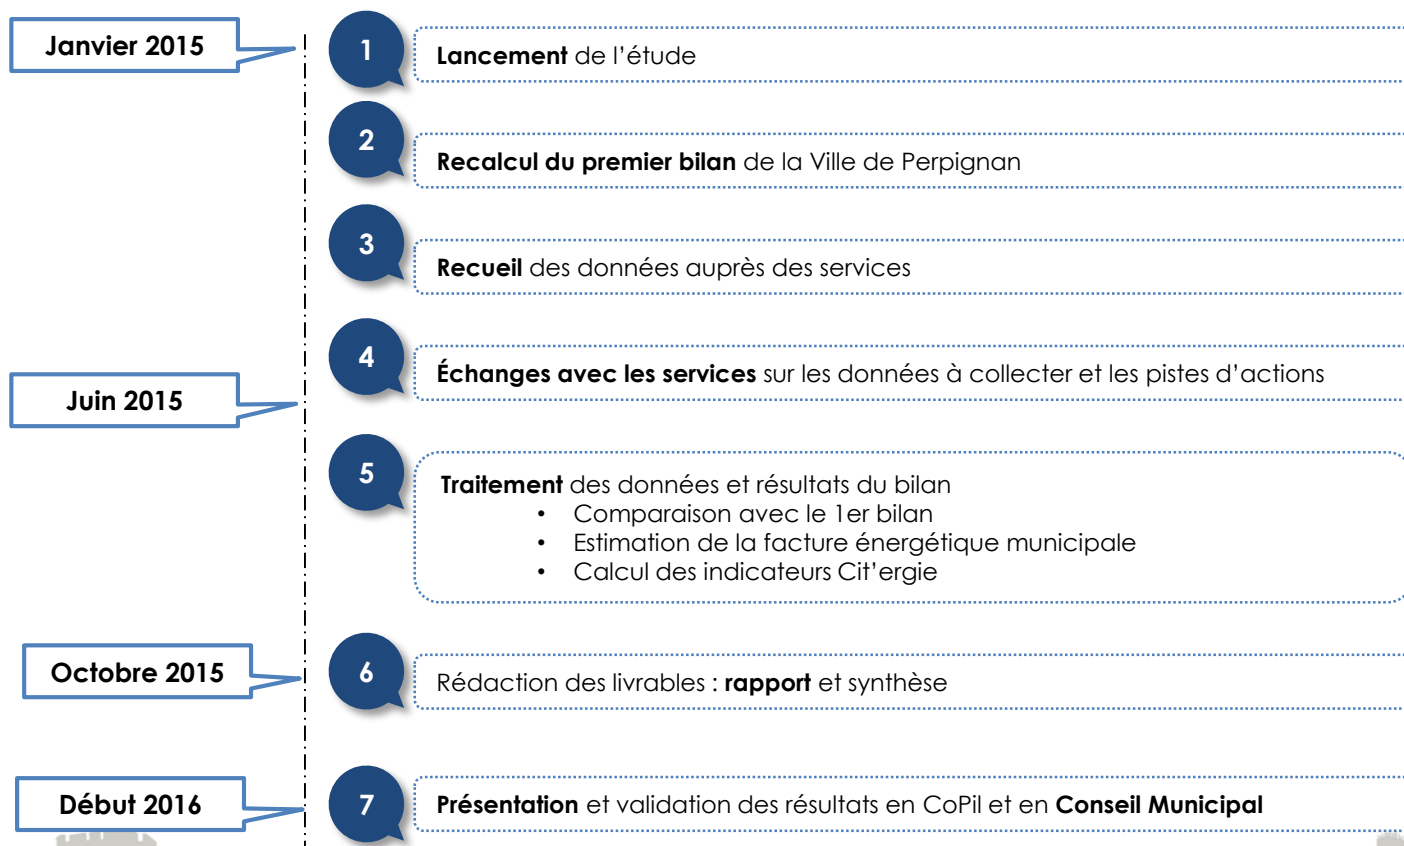 Janvier 2015
1
Lancement de l’étude
2
Recalcul du premier bilan de la Ville de Perpignan
3
Recueil des données auprès des services
4
Échanges avec les services sur les données à collecter et les pistes d’actions
Juin 2015
5
Traitement des données et résultats du bilan
• Comparaison avec le 1er bilan
• Estimation de la facture énergétique municipale
• Calcul des indicateurs Cit’ergie
Octobre 2015
6
Rédaction des livrables : rapport et synthèse
Début 2016
7
Présentation et validation des résultats en CoPil et en Conseil Municipal